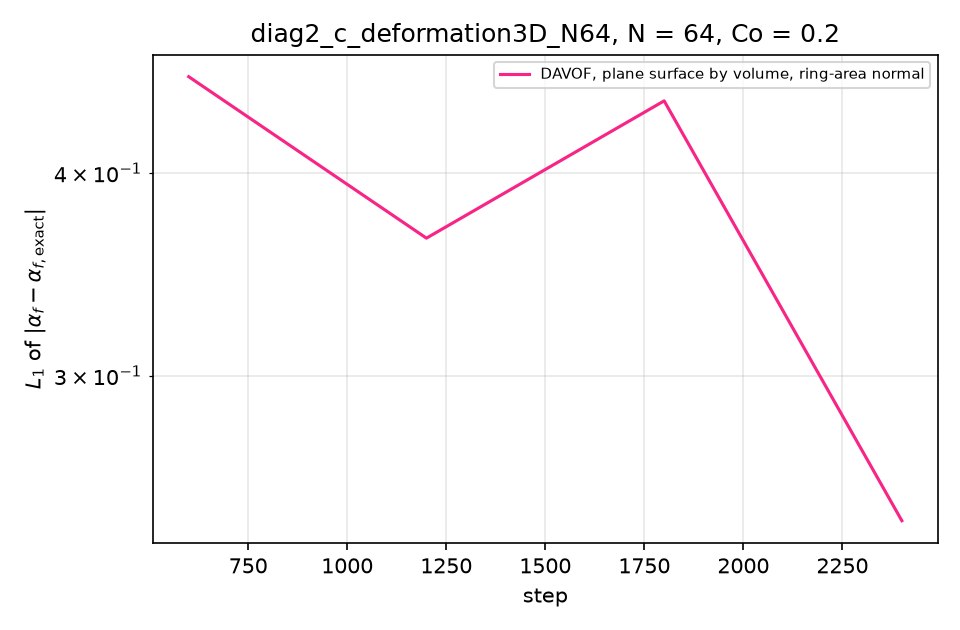 diag2_c_deformation3D_N64, N = 64, Co = 0.2
DAVOF, plane surface by volume, ring-area normal
4 × 10⁻¹
3 × 10⁻¹
L₁ of |α_f − α_{f,exact}|
750 1000 1250 1500 1750 2000 2250
step